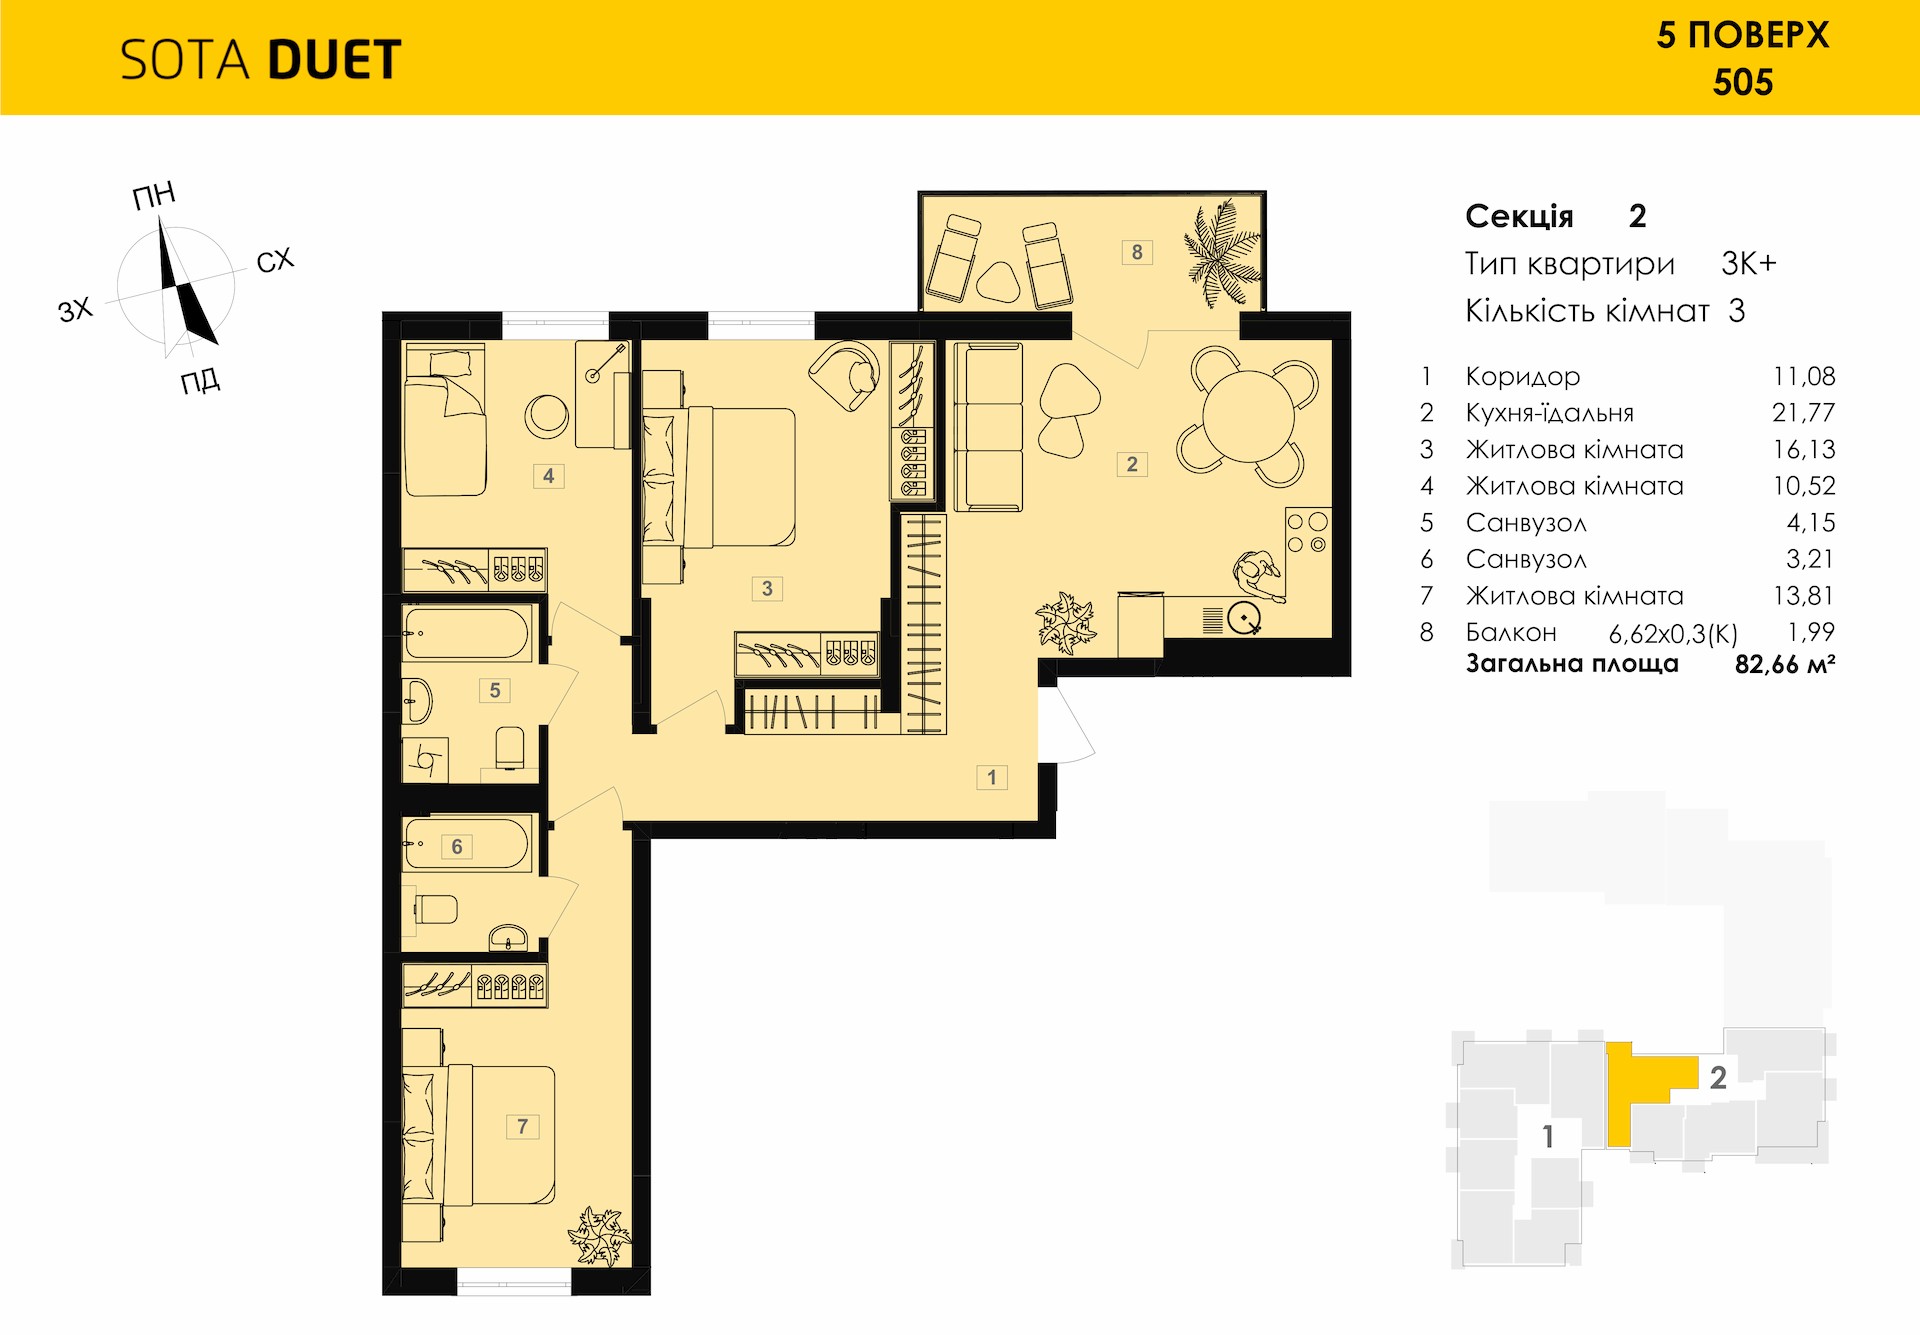 SOTA DUET
5 ПОВЕРХ
505
ПН
СХ
ЗХ
ПД
Секція 2
Тип квартири 3К+
Кількість кімнат 3
1 Коридор 11,08
2 Кухня-їдальня 21,77
3 Житлова кімната 16,13
4 Житлова кімната 10,52
5 Санвузол 4,15
6 Санвузол 3,21
7 Житлова кімната 13,81
8 Балкон 6,62х0,3(К) 1,99
Загальна площа 82,66 м²
8
4
2
3
5
1
6
7
2
1